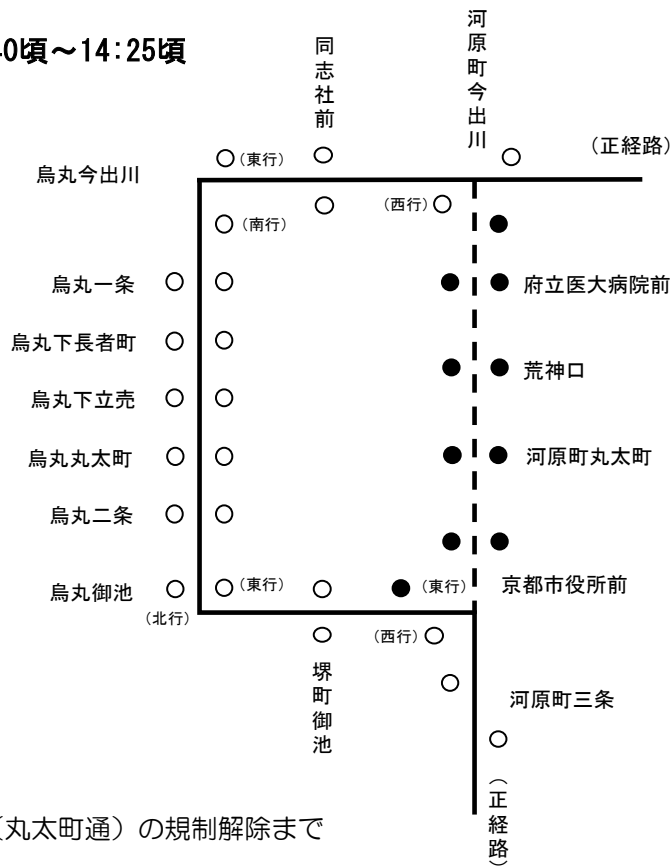 0頃～14:25頃
同志社前
河原町今出川
（正経路）
烏丸今出川
（東行）
（西行）
（南行）
烏丸一条
府立医大病院前
烏丸下長者町
荒神口
烏丸下立売
烏丸丸太町
河原町丸太町
烏丸二条
烏丸御池
（東行）
（東行）
京都市役所前
（北行）
（西行）
堺町御池
河原町三条
（正経路）
（丸太町通）の規制解除まで